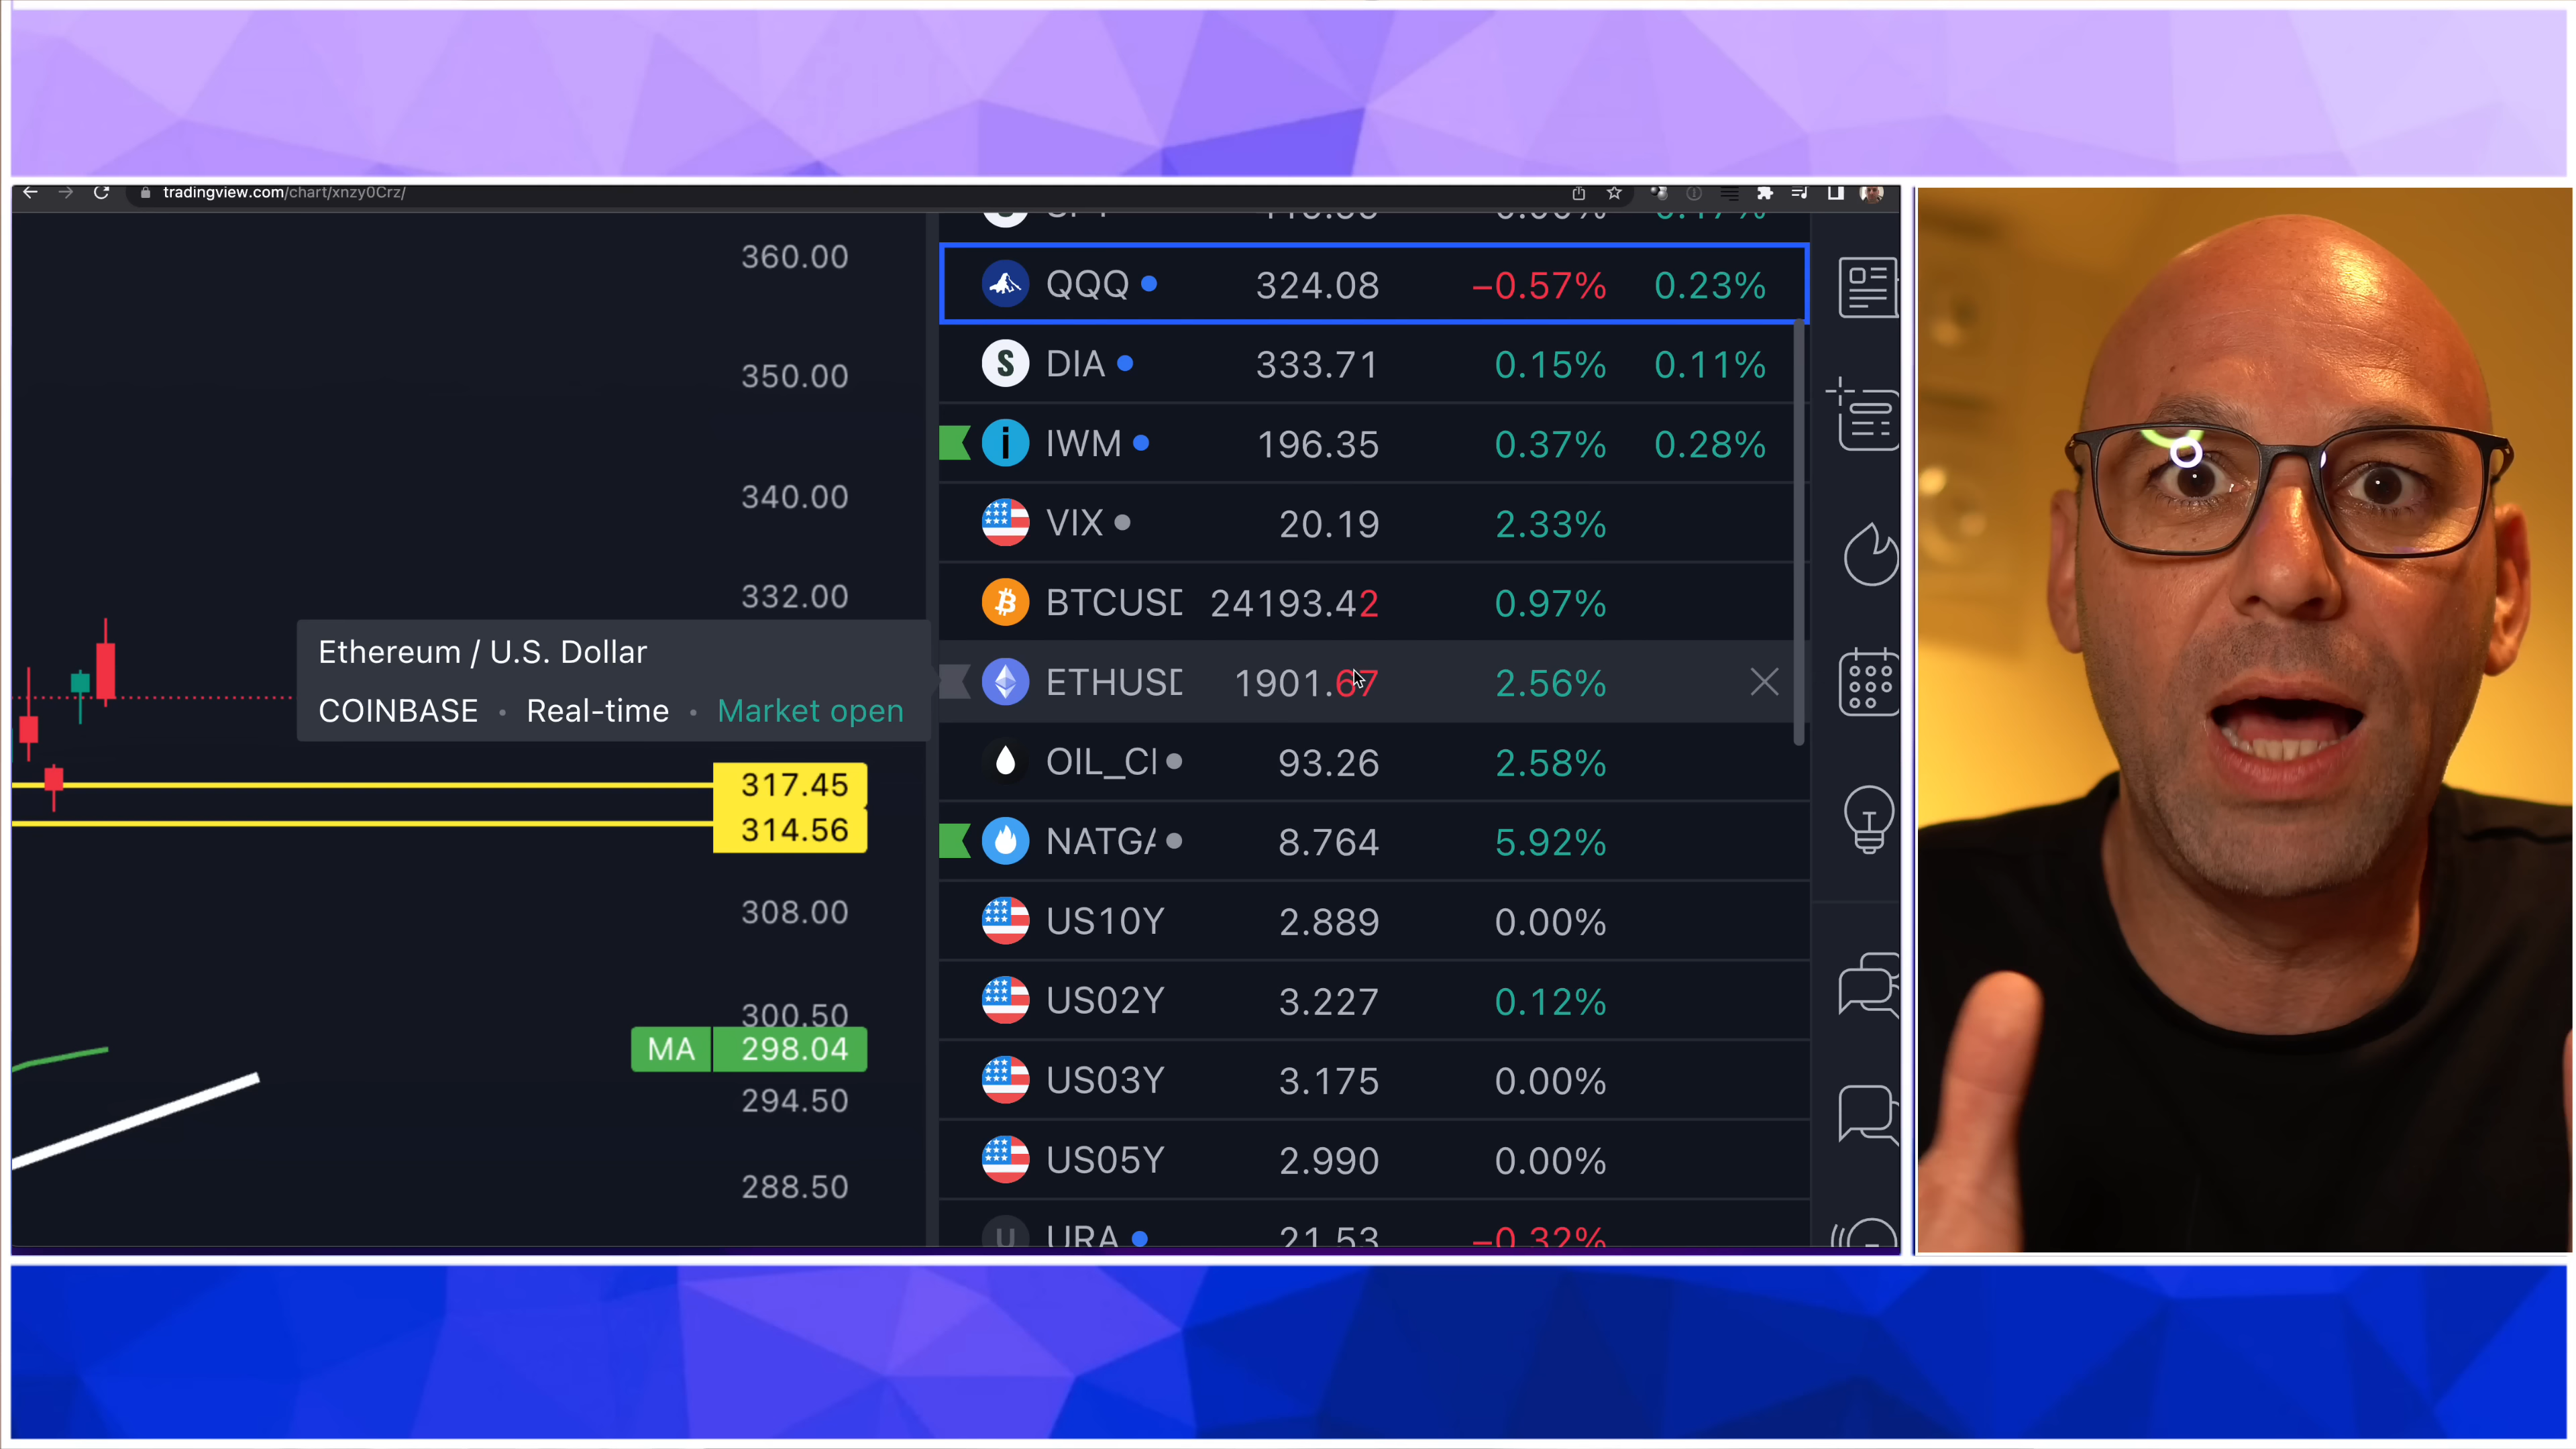 tradingview.com/chart/xnzy0Crz/
360.00
350.00
340.00
332.00
Ethereum / U.S. Dollar
COINBASE • Real-time • Market open
317.45
314.56
308.00
300.50
MA 298.04
294.50
288.50
QQQ 324.08 −0.57% 0.23%
S DIA 333.71 0.15% 0.11%
i IWM 196.35 0.37% 0.28%
VIX 20.19 2.33%
BTCUSD 24193.42 0.97%
ETHUSD 1901.67 2.56%
OIL_CI 93.26 2.58%
NATGA 8.764 5.92%
US10Y 2.889 0.00%
US02Y 3.227 0.12%
US03Y 3.175 0.00%
US05Y 2.990 0.00%
U URA 21.53 −0.32%